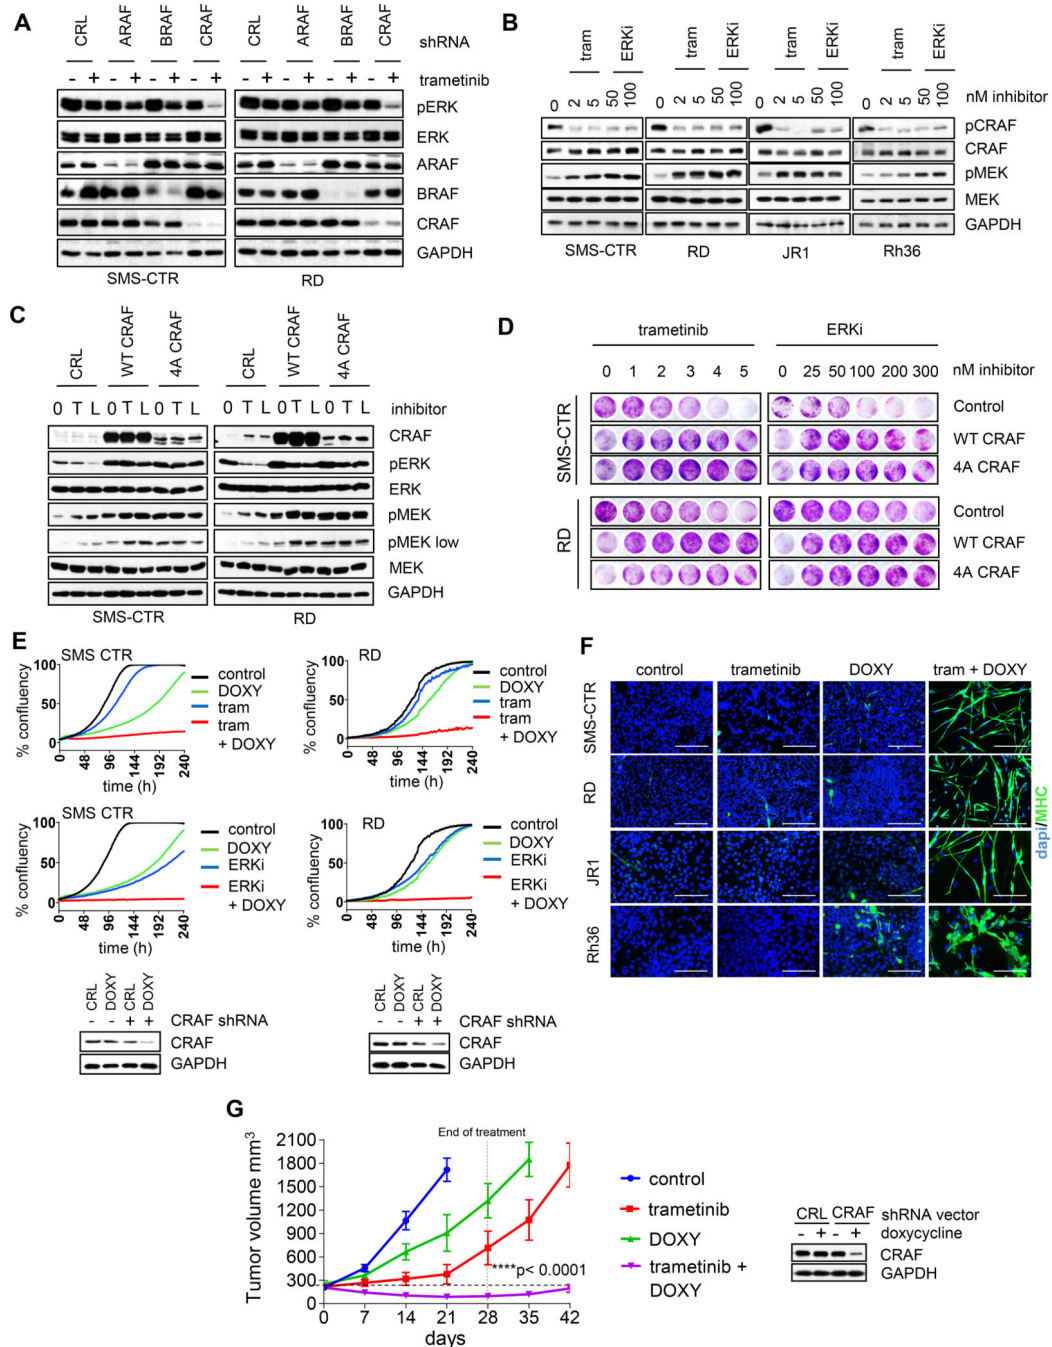 A
CRL ARAF BRAF CRAF CRL ARAF BRAF CRAF shRNA
- + - + - + - + - + - + - + - + trametinib
pERK
ERK
ARAF
BRAF
CRAF
GAPDH
SMS-CTR RD
B
tram ERKi tram ERKi tram ERKi tram ERKi
0 2 5 50 100 0 2 5 50 100 0 2 5 50 100 0 2 5 50 100 nM inhibitor
pCRAF
CRAF
pMEK
MEK
GAPDH
SMS-CTR RD JR1 Rh36
C
CRL WT CRAF 4A CRAF CRL WT CRAF 4A CRAF
0 T L 0 T L 0 T L 0 T L 0 T L 0 T L inhibitor
CRAF
pERK
ERK
pMEK
pMEK low
MEK
GAPDH
SMS-CTR RD
D
trametinib ERKi
0 1 2 3 4 5 0 25 50 100 200 300 nM inhibitor
SMS-CTR
Control
WT CRAF
4A CRAF
RD
Control
WT CRAF
4A CRAF
E
SMS CTR
% confluency
100
50
0
0 48 96 144 192 240
time (h)
control
DOXY
tram
tram
+ DOXY
RD
% confluency
100
50
0
0 48 96 144 192 240
time (h)
control
DOXY
tram
tram
+ DOXY
SMS CTR
% confluency
100
50
0
0 48 96 144 192 240
time (h)
control
DOXY
ERKi
ERKi
+ DOXY
RD
% confluency
100
50
0
0 48 96 144 192 240
time (h)
control
DOXY
ERKi
ERKi
+ DOXY
CRL DOXY CRL DOXY
- - + + CRAF shRNA
CRAF
GAPDH
CRL DOXY CRL DOXY
- - + + CRAF shRNA
CRAF
GAPDH
F
control trametinib DOXY tram + DOXY
SMS-CTR
RD
JR1
Rh36
dapi/MHC
G
End of treatment
Tumor volume mm³
2100
1800
1500
1200
900
600
300
0
0 7 14 21 28 35 42
days
****p< 0.0001
control
trametinib
DOXY
trametinib +
DOXY
CRL CRAF shRNA vector
- + - + doxycycline
CRAF
GAPDH